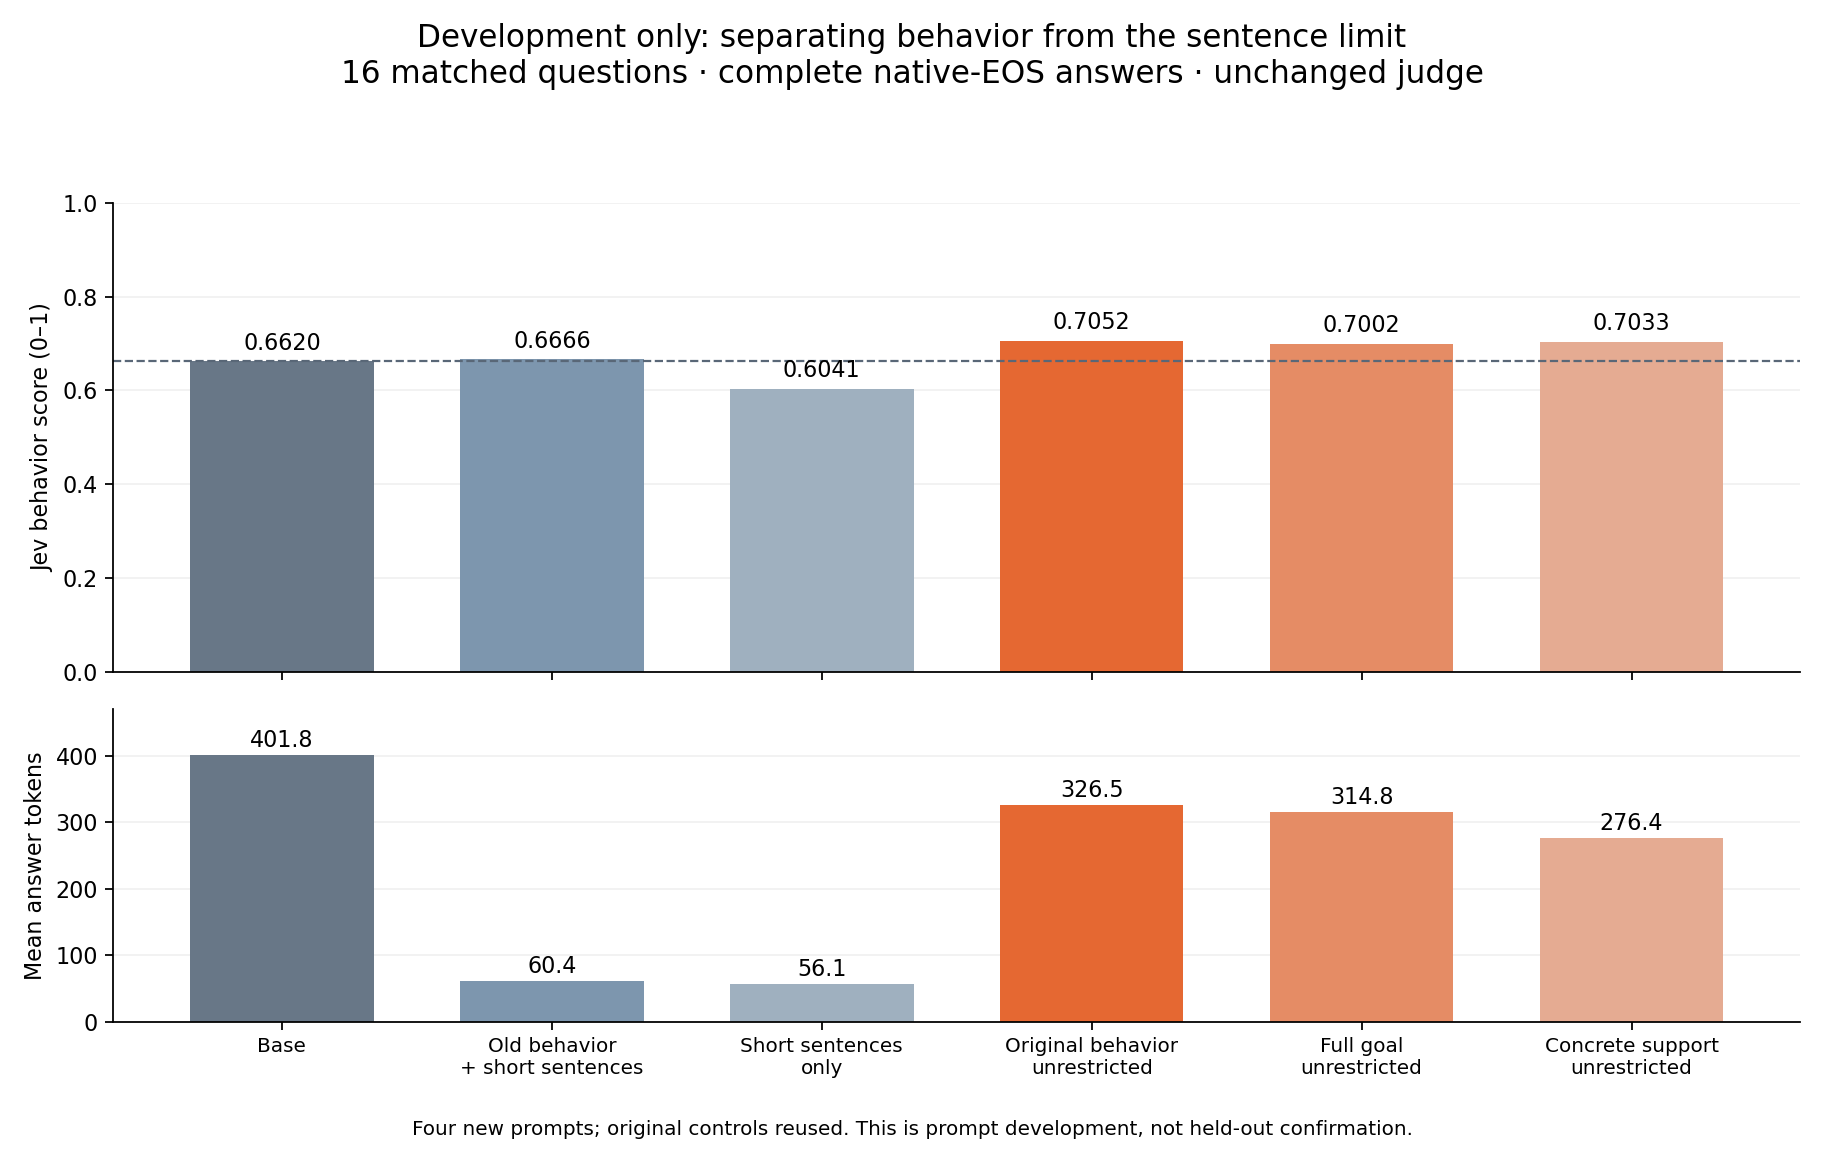 Development only: separating behavior from the sentence limit
16 matched questions · complete native-EOS answers · unchanged judge
Jev behavior score (0–1)
1.0
0.8
0.6
0.4
0.2
0.0
0.6620
0.6666
0.6041
0.7052
0.7002
0.7033
Mean answer tokens
400
300
200
100
0
401.8
60.4
56.1
326.5
314.8
276.4
Base
Old behavior
+ short sentences
Short sentences
only
Original behavior
unrestricted
Full goal
unrestricted
Concrete support
unrestricted
Four new prompts; original controls reused. This is prompt development, not held-out confirmation.